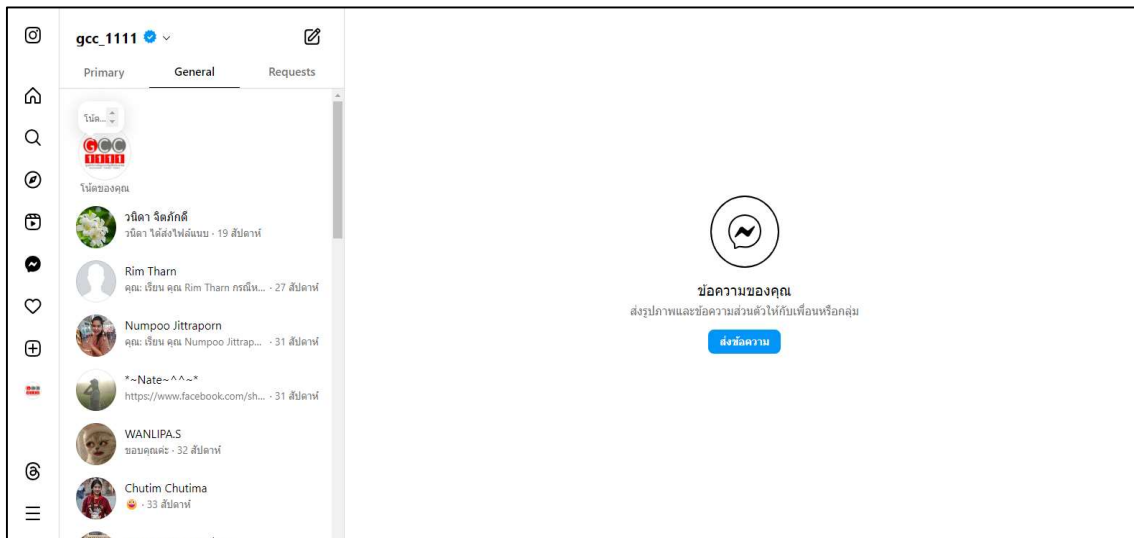 gcc_1111
Primary General Requests
โน้ต...
GCC
1111
โน้ตของคุณ
วนิดา จิตภักดี
วนิดา ได้ส่งไฟล์แนบ · 19 สัปดาห์
Rim Tharn
คุณ: เรียน คุณ Rim Tharn กรณีห... · 27 สัปดาห์
Numpoo Jittraporn
คุณ: เรียน คุณ Numpoo Jittrap... · 31 สัปดาห์
*~Nate~^^~*
https://www.facebook.com/sh... · 31 สัปดาห์
WANLIPA.S
ขอบคุณค่ะ · 32 สัปดาห์
Chutim Chutima
😀 · 33 สัปดาห์
ข้อความของคุณ
ส่งรูปภาพและข้อความส่วนตัวให้กับเพื่อนหรือกลุ่ม
ส่งข้อความ